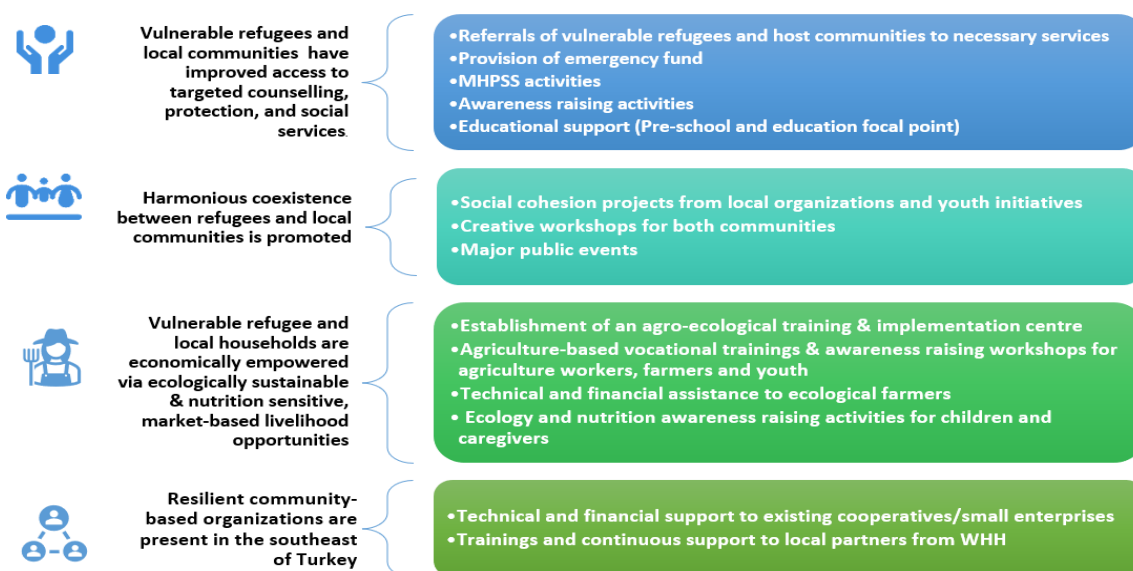 Vulnerable refugees and
local communities have
improved access to
targeted counselling,
protection, and social
services.
•Referrals of vulnerable refugees and host communities to necessary services
•Provision of emergency fund
•MHPSS activities
•Awareness raising activities
•Educational support (Pre-school and education focal point)
Harmonious coexistence
between refugees and local
communities is promoted
•Social cohesion projects from local organizations and youth initiatives
•Creative workshops for both communities
•Major public events
Vulnerable refugee and
local households are
economically empowered
via ecologically sustainable
& nutrition sensitive,
market-based livelihood
opportunities
•Establishment of an agro-ecological training & implementation centre
•Agriculture-based vocational trainings & awareness raising workshops for
agriculture workers, farmers and youth
•Technical and financial assistance to ecological farmers
• Ecology and nutrition awareness raising activities for children and
caregivers
Resilient community-
based organizations are
present in the southeast
of Turkey
•Technical and financial support to existing cooperatives/small enterprises
•Trainings and continuous support to local partners from WHH